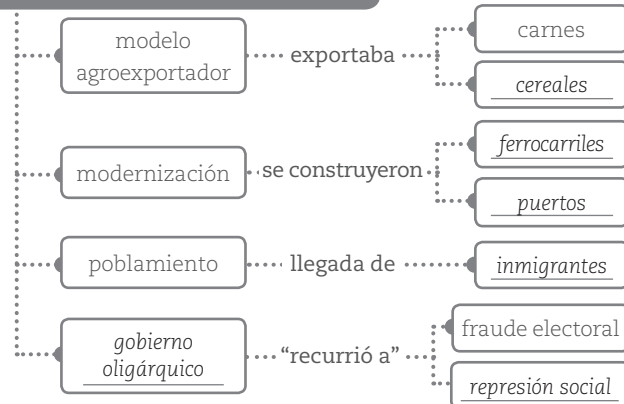 modelo
agroexportador
exportaba
carnes
cereales
modernización
se construyeron
ferrocarriles
puertos
poblamiento
llegada de
inmigrantes
gobierno
oligárquico
“recurrió a”
fraude electoral
represión social